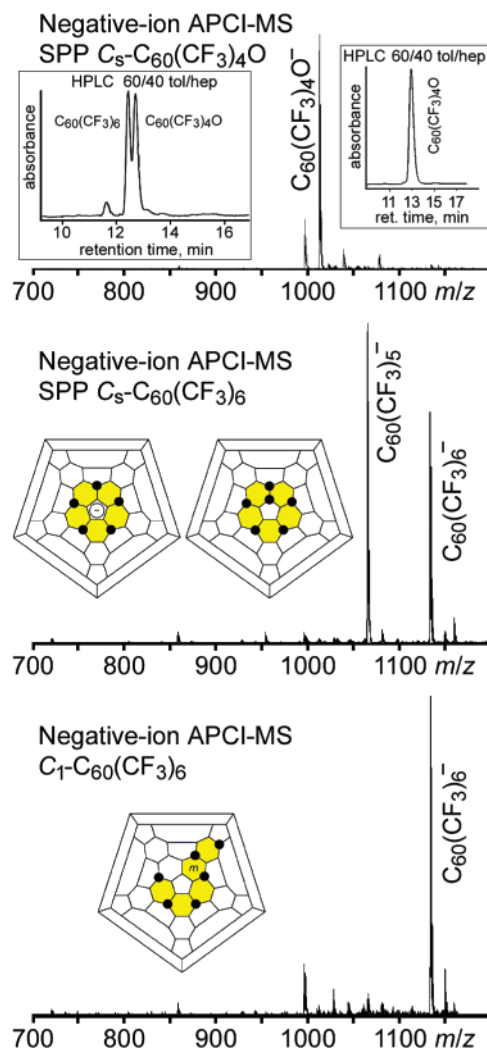 Negative-ion APCI-MS
SPP Cs-C60(CF3)4O
HPLC 60/40 tol/hep
C60(CF3)6
C60(CF3)4O
absorbance
10 12 14 16
retention time, min
C60(CF3)4O−
HPLC 60/40 tol/hep
C60(CF3)4O
absorbance
11 13 15 17
ret. time, min
700 800 900 1000 1100 m/z
Negative-ion APCI-MS
SPP Cs-C60(CF3)6
−
C60(CF3)5−
C60(CF3)6−
700 800 900 1000 1100 m/z
Negative-ion APCI-MS
C1-C60(CF3)6
m
C60(CF3)6−
700 800 900 1000 1100 m/z